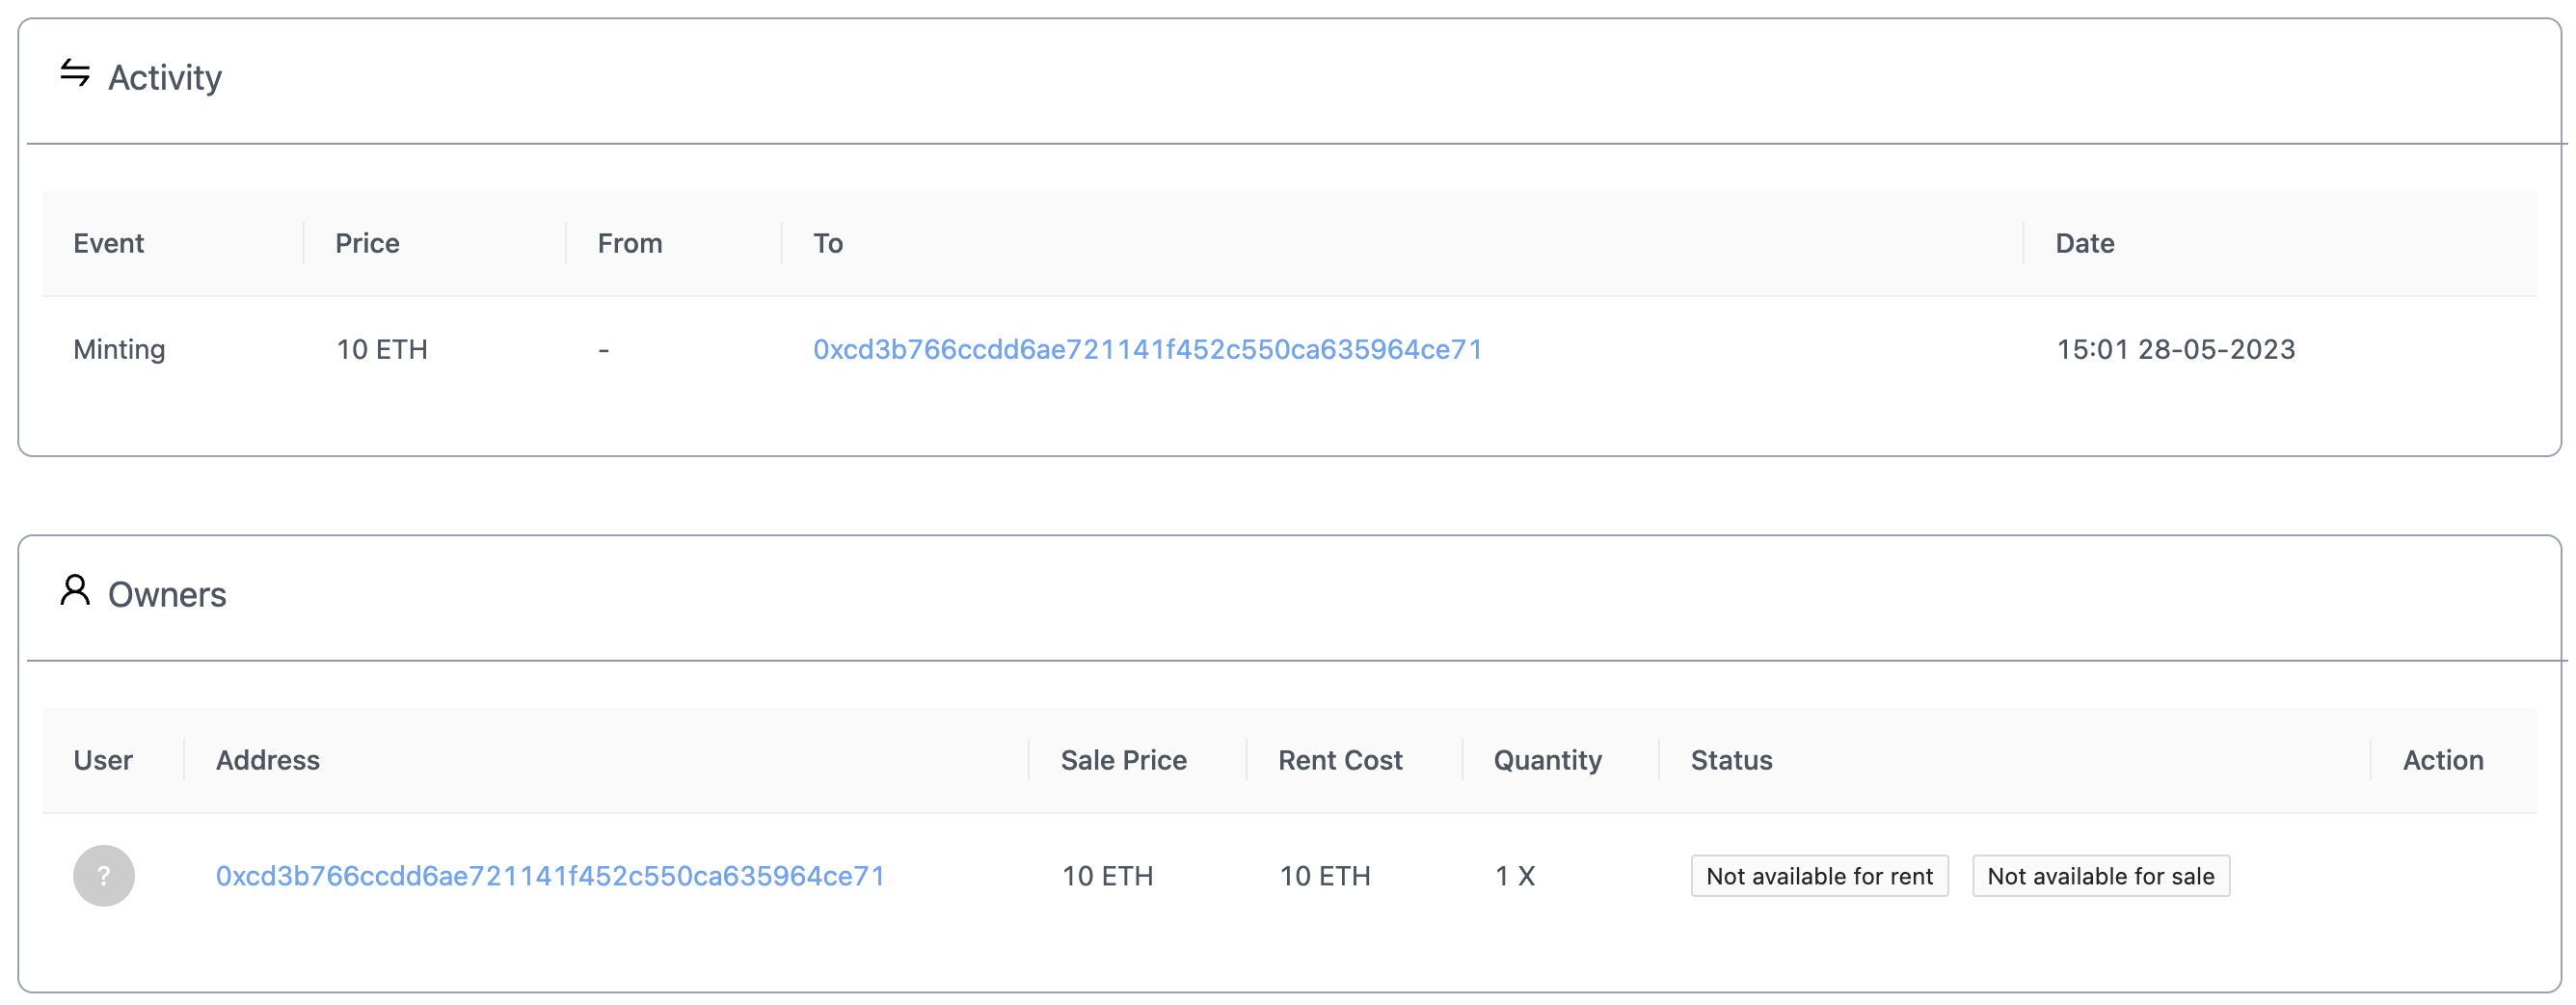 Activity
Event Price From To Date
Minting 10 ETH - 0xcd3b766ccdd6ae721141f452c550ca635964ce71 15:01 28-05-2023
Owners
User Address Sale Price Rent Cost Quantity Status Action
? 0xcd3b766ccdd6ae721141f452c550ca635964ce71 10 ETH 10 ETH 1 X Not available for rent Not available for sale